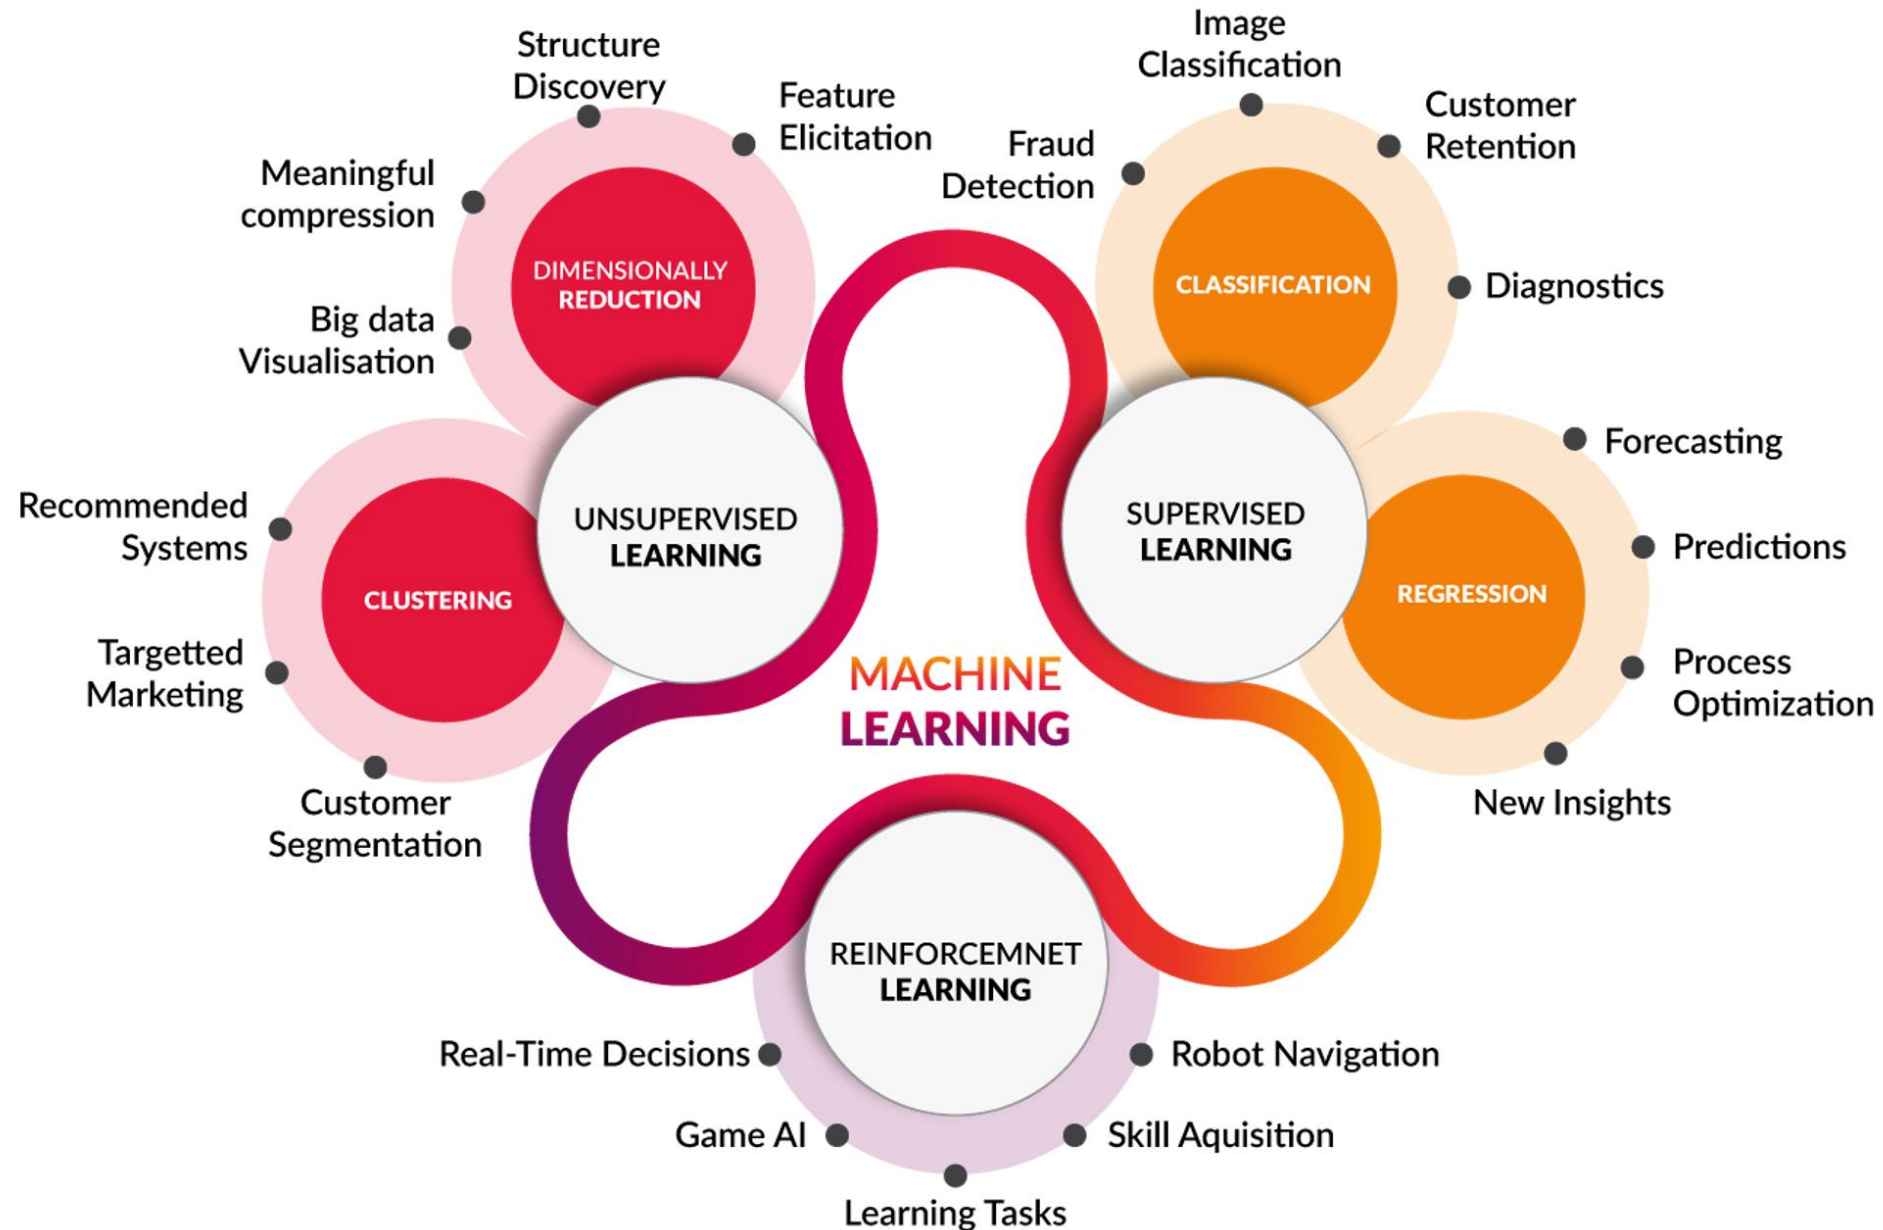 Structure
Discovery
Feature
Elicitation
Meaningful
compression
DIMENSIONALLY
REDUCTION
Big data
Visualisation
Recommended
Systems
CLUSTERING
Targetted
Marketing
Customer
Segmentation
UNSUPERVISED
LEARNING
Image
Classification
Customer
Retention
Fraud
Detection
CLASSIFICATION
Diagnostics
SUPERVISED
LEARNING
Forecasting
Predictions
REGRESSION
Process
Optimization
New Insights
MACHINE
LEARNING
REINFORCEMNET
LEARNING
Real-Time Decisions
Robot Navigation
Game AI
Skill Aquisition
Learning Tasks